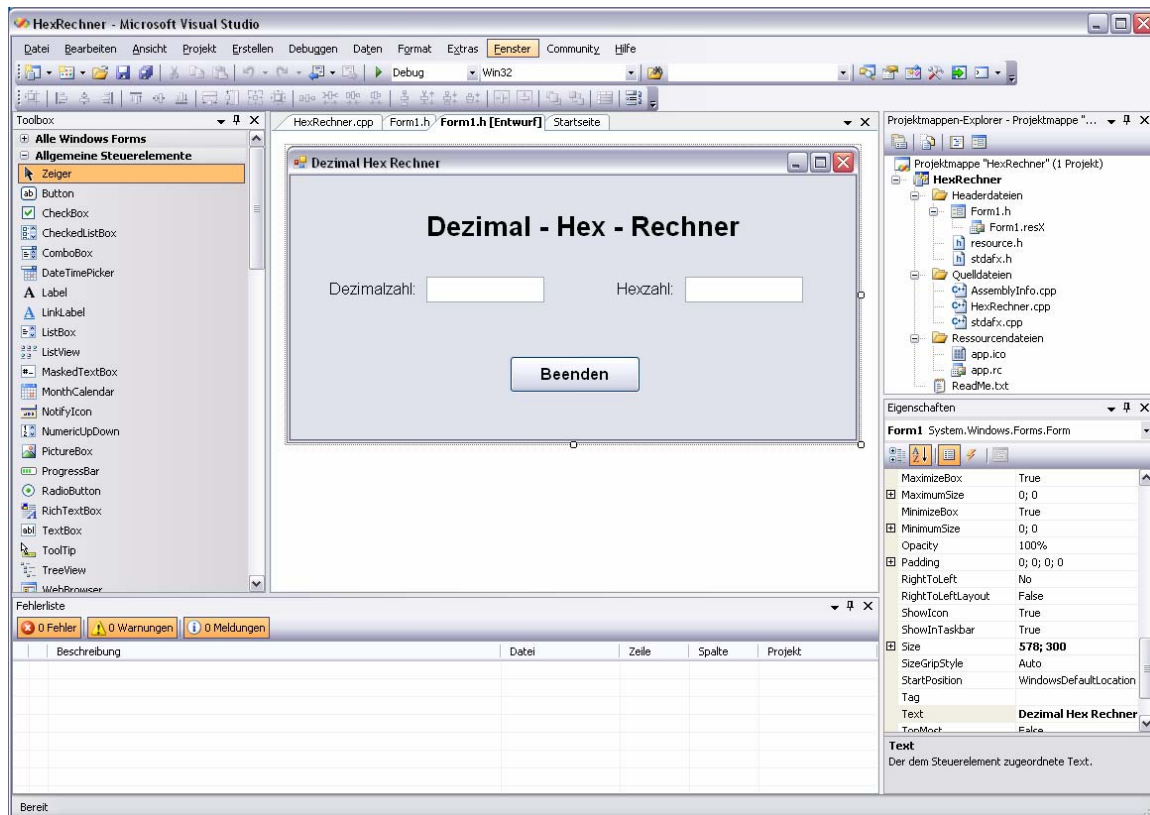 HexRechner - Microsoft Visual Studio
Datei Bearbeiten Ansicht Projekt Erstellen Debuggen Daten Format Extras Fenster Community Hilfe
Debug Win32
Toolbox
Alle Windows Forms
Allgemeine Steuerelemente
Zeiger
Button
CheckBox
CheckedListBox
ComboBox
DateTimePicker
Label
LinkLabel
ListBox
ListView
MaskedTextBox
MonthCalendar
NotifyIcon
NumericUpDown
PictureBox
ProgressBar
RadioButton
RichTextBox
TextBox
ToolTip
TreeView
WebBrowser
HexRechner.cpp Form1.h Form1.h [Entwurf] Startseite
Dezimal Hex Rechner
Dezimal - Hex - Rechner
Dezimalzahl: Hexzahl:
Beenden
Projektmappen-Explorer - Projektmappe "...
Projektmappe "HexRechner" (1 Projekt)
HexRechner
Headerdateien
Form1.h
Form1.resX
resource.h
stdafx.h
Quelldateien
AssemblyInfo.cpp
HexRechner.cpp
stdafx.cpp
Ressourcendateien
app.ico
app.rc
ReadMe.txt
Eigenschaften
Form1 System.Windows.Forms.Form
MaximizeBox True
MaximumSize 0; 0
MinimizeBox True
MinimumSize 0; 0
Opacity 100%
Padding 0; 0; 0; 0
RightToLeft No
RightToLeftLayout False
ShowIcon True
ShowInTaskbar True
Size 578; 300
SizeGripStyle Auto
StartPosition WindowsDefaultLocation
Tag
Text Dezimal Hex Rechner
TopMost False
Text
Der dem Steuerelement zugeordnete Text.
Fehlerliste
0 Fehler 0 Warnungen 0 Meldungen
Beschreibung Datei Zeile Spalte Projekt
Bereit